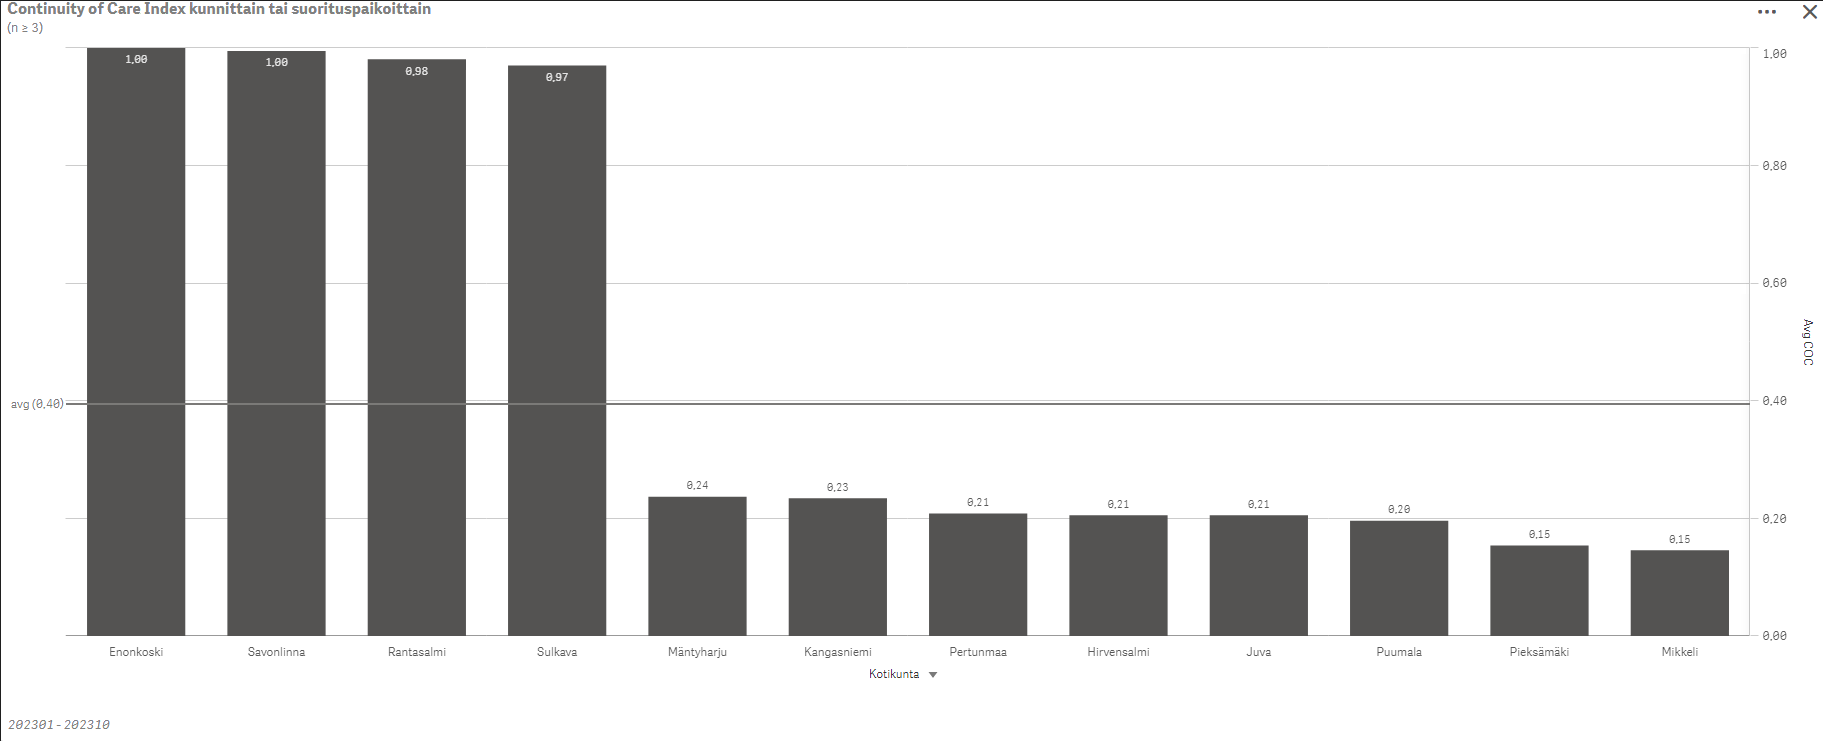 Continuity of Care Index kunnittain tai suorituspaikoittain
(n ≥ 3)
1,00 1,00 0,98 0,97 0,24 0,23 0,21 0,21 0,21 0,20 0,15 0,15
avg (0,40)
1,00
0,80
0,60
0,40
0,20
0,00
Avg COC
Enonkoski Savonlinna Rantasalmi Sulkava Mäntyharju Kangasniemi Pertunmaa Hirvensalmi Juva Puumala Pieksämäki Mikkeli
Kotikunta
202301 - 202310